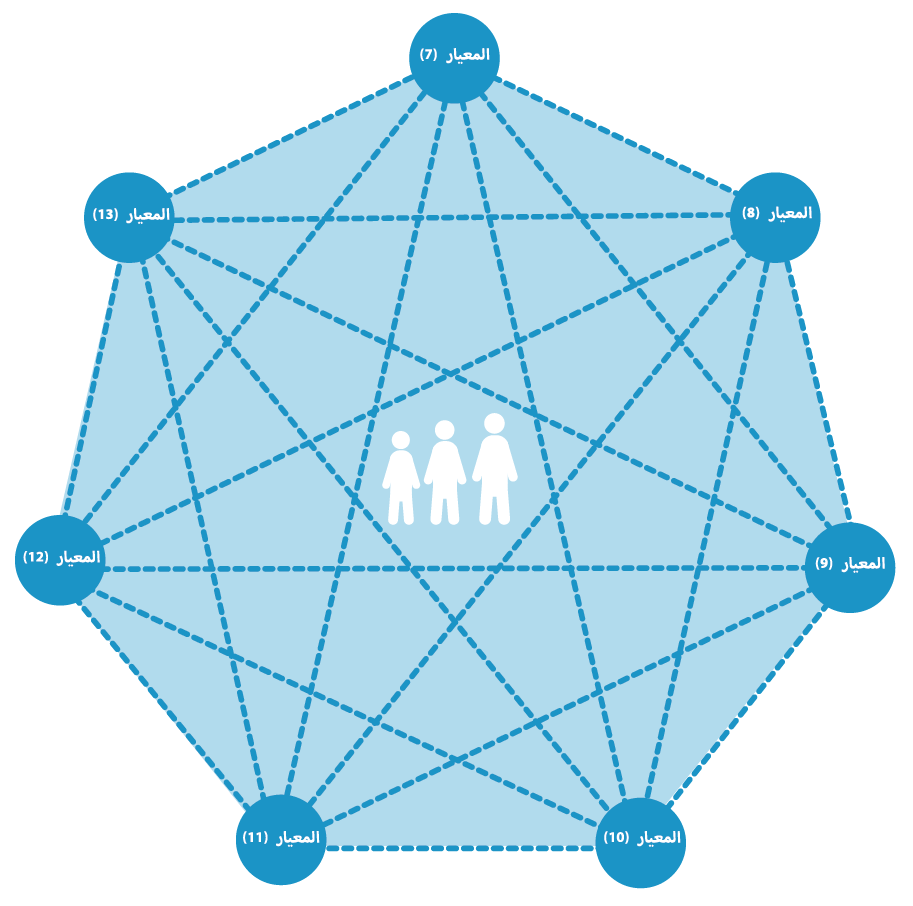 المعيار (7)
المعيار (8)
المعيار (13)
المعيار (9)
المعيار (12)
المعيار (10)
المعيار (11)